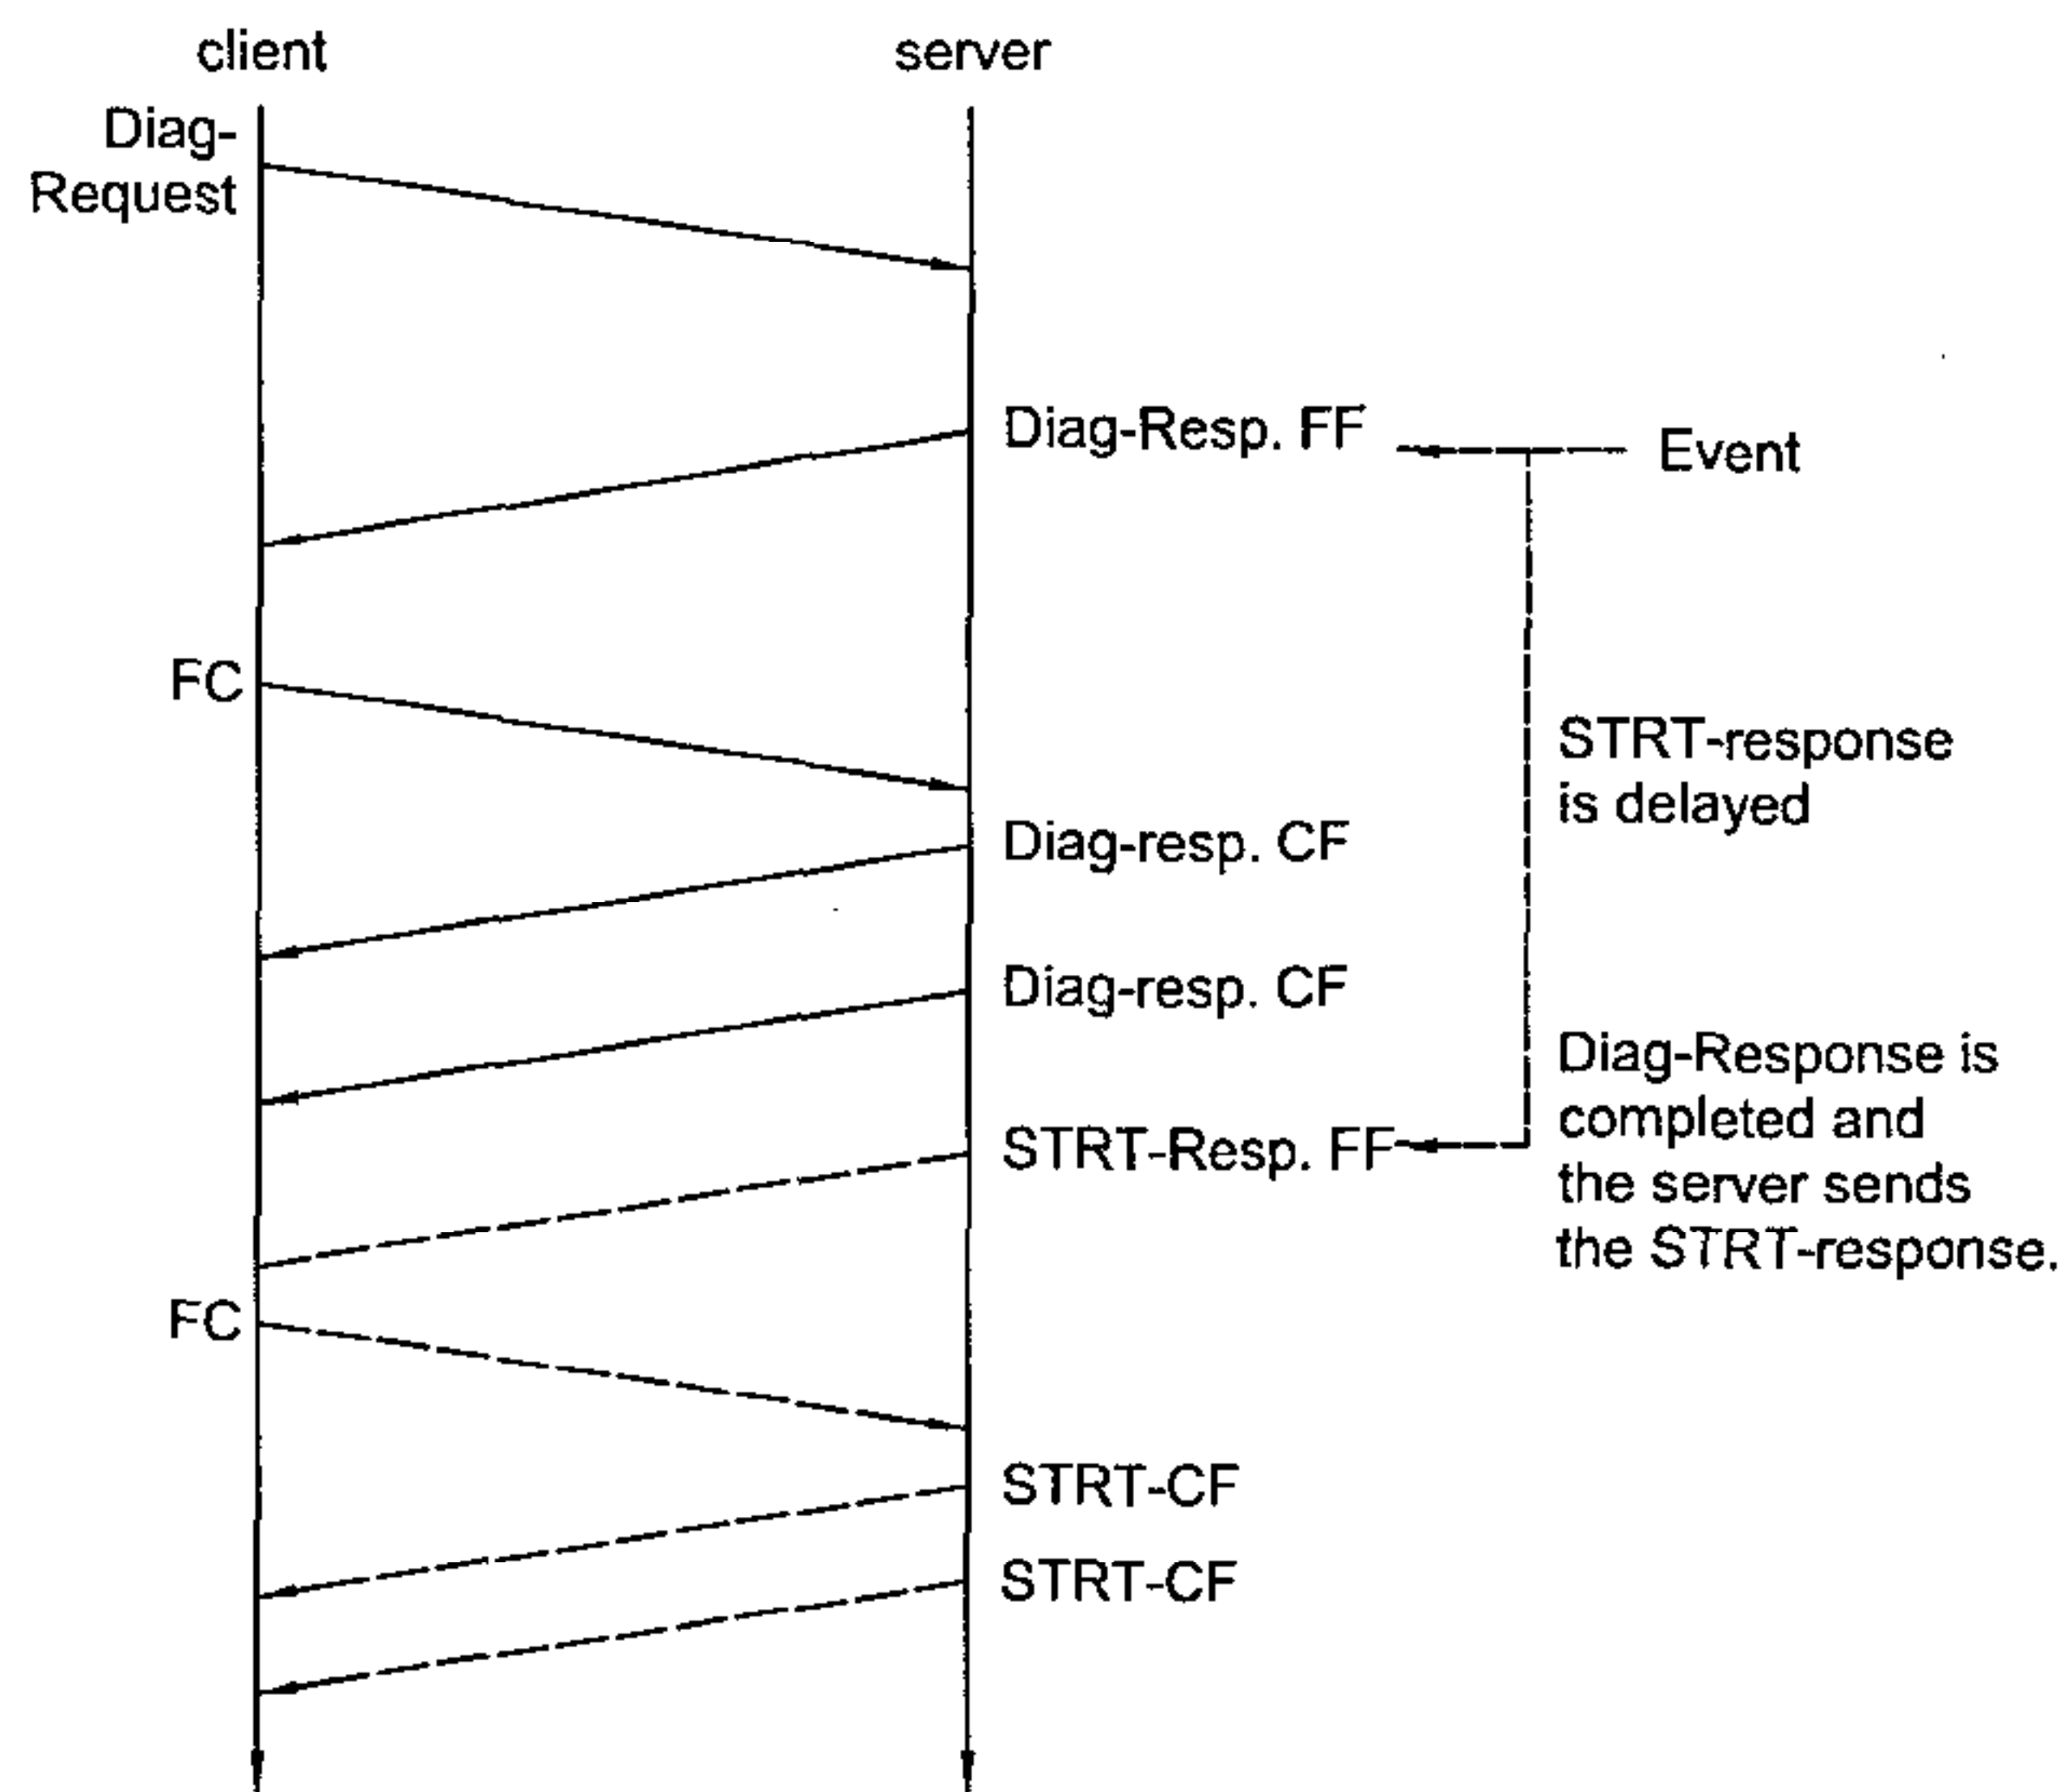 client
server
Diag-
Request
Diag-Resp. FF
Event
FC
STRT-response
is delayed
Diag-resp. CF
Diag-resp. CF
Diag-Response is
completed and
the server sends
the STRT-response.
STRT-Resp. FF
FC
STRT-CF
STRT-CF